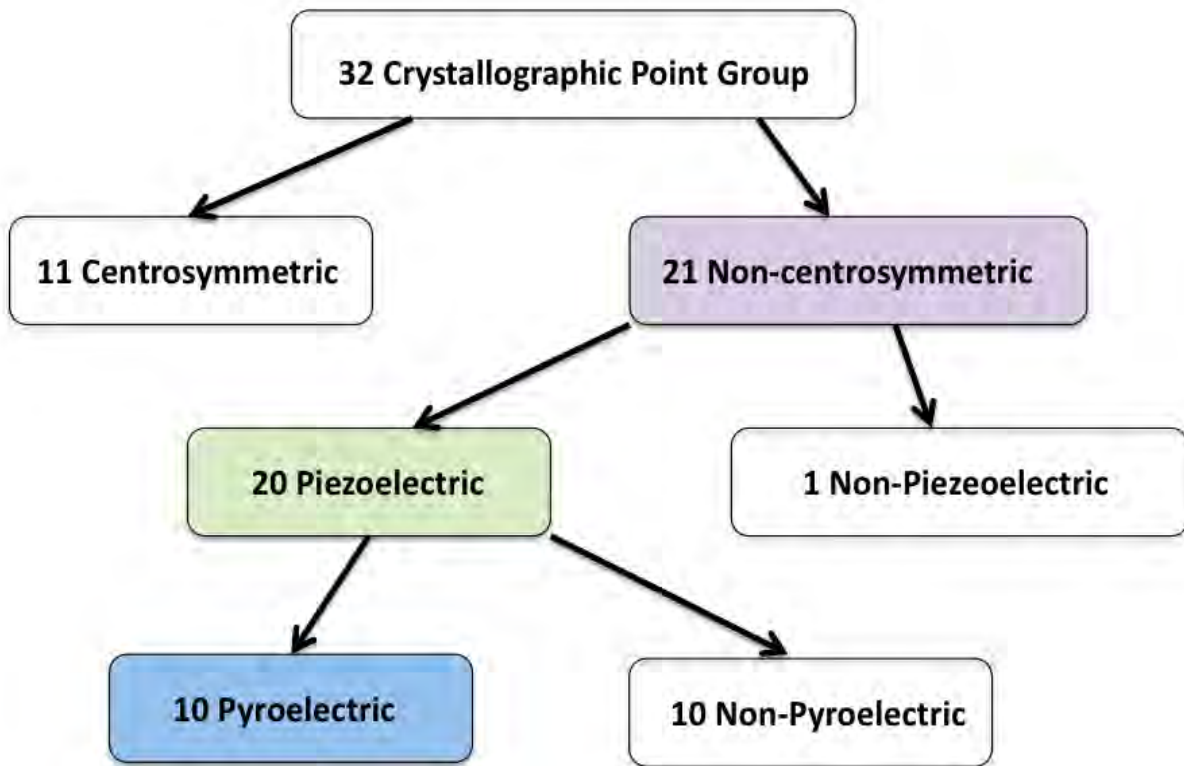 32 Crystallographic Point Group
11 Centrosymmetric
21 Non-centrosymmetric
20 Piezoelectric
1 Non-Piezeoelectric
10 Pyroelectric
10 Non-Pyroelectric